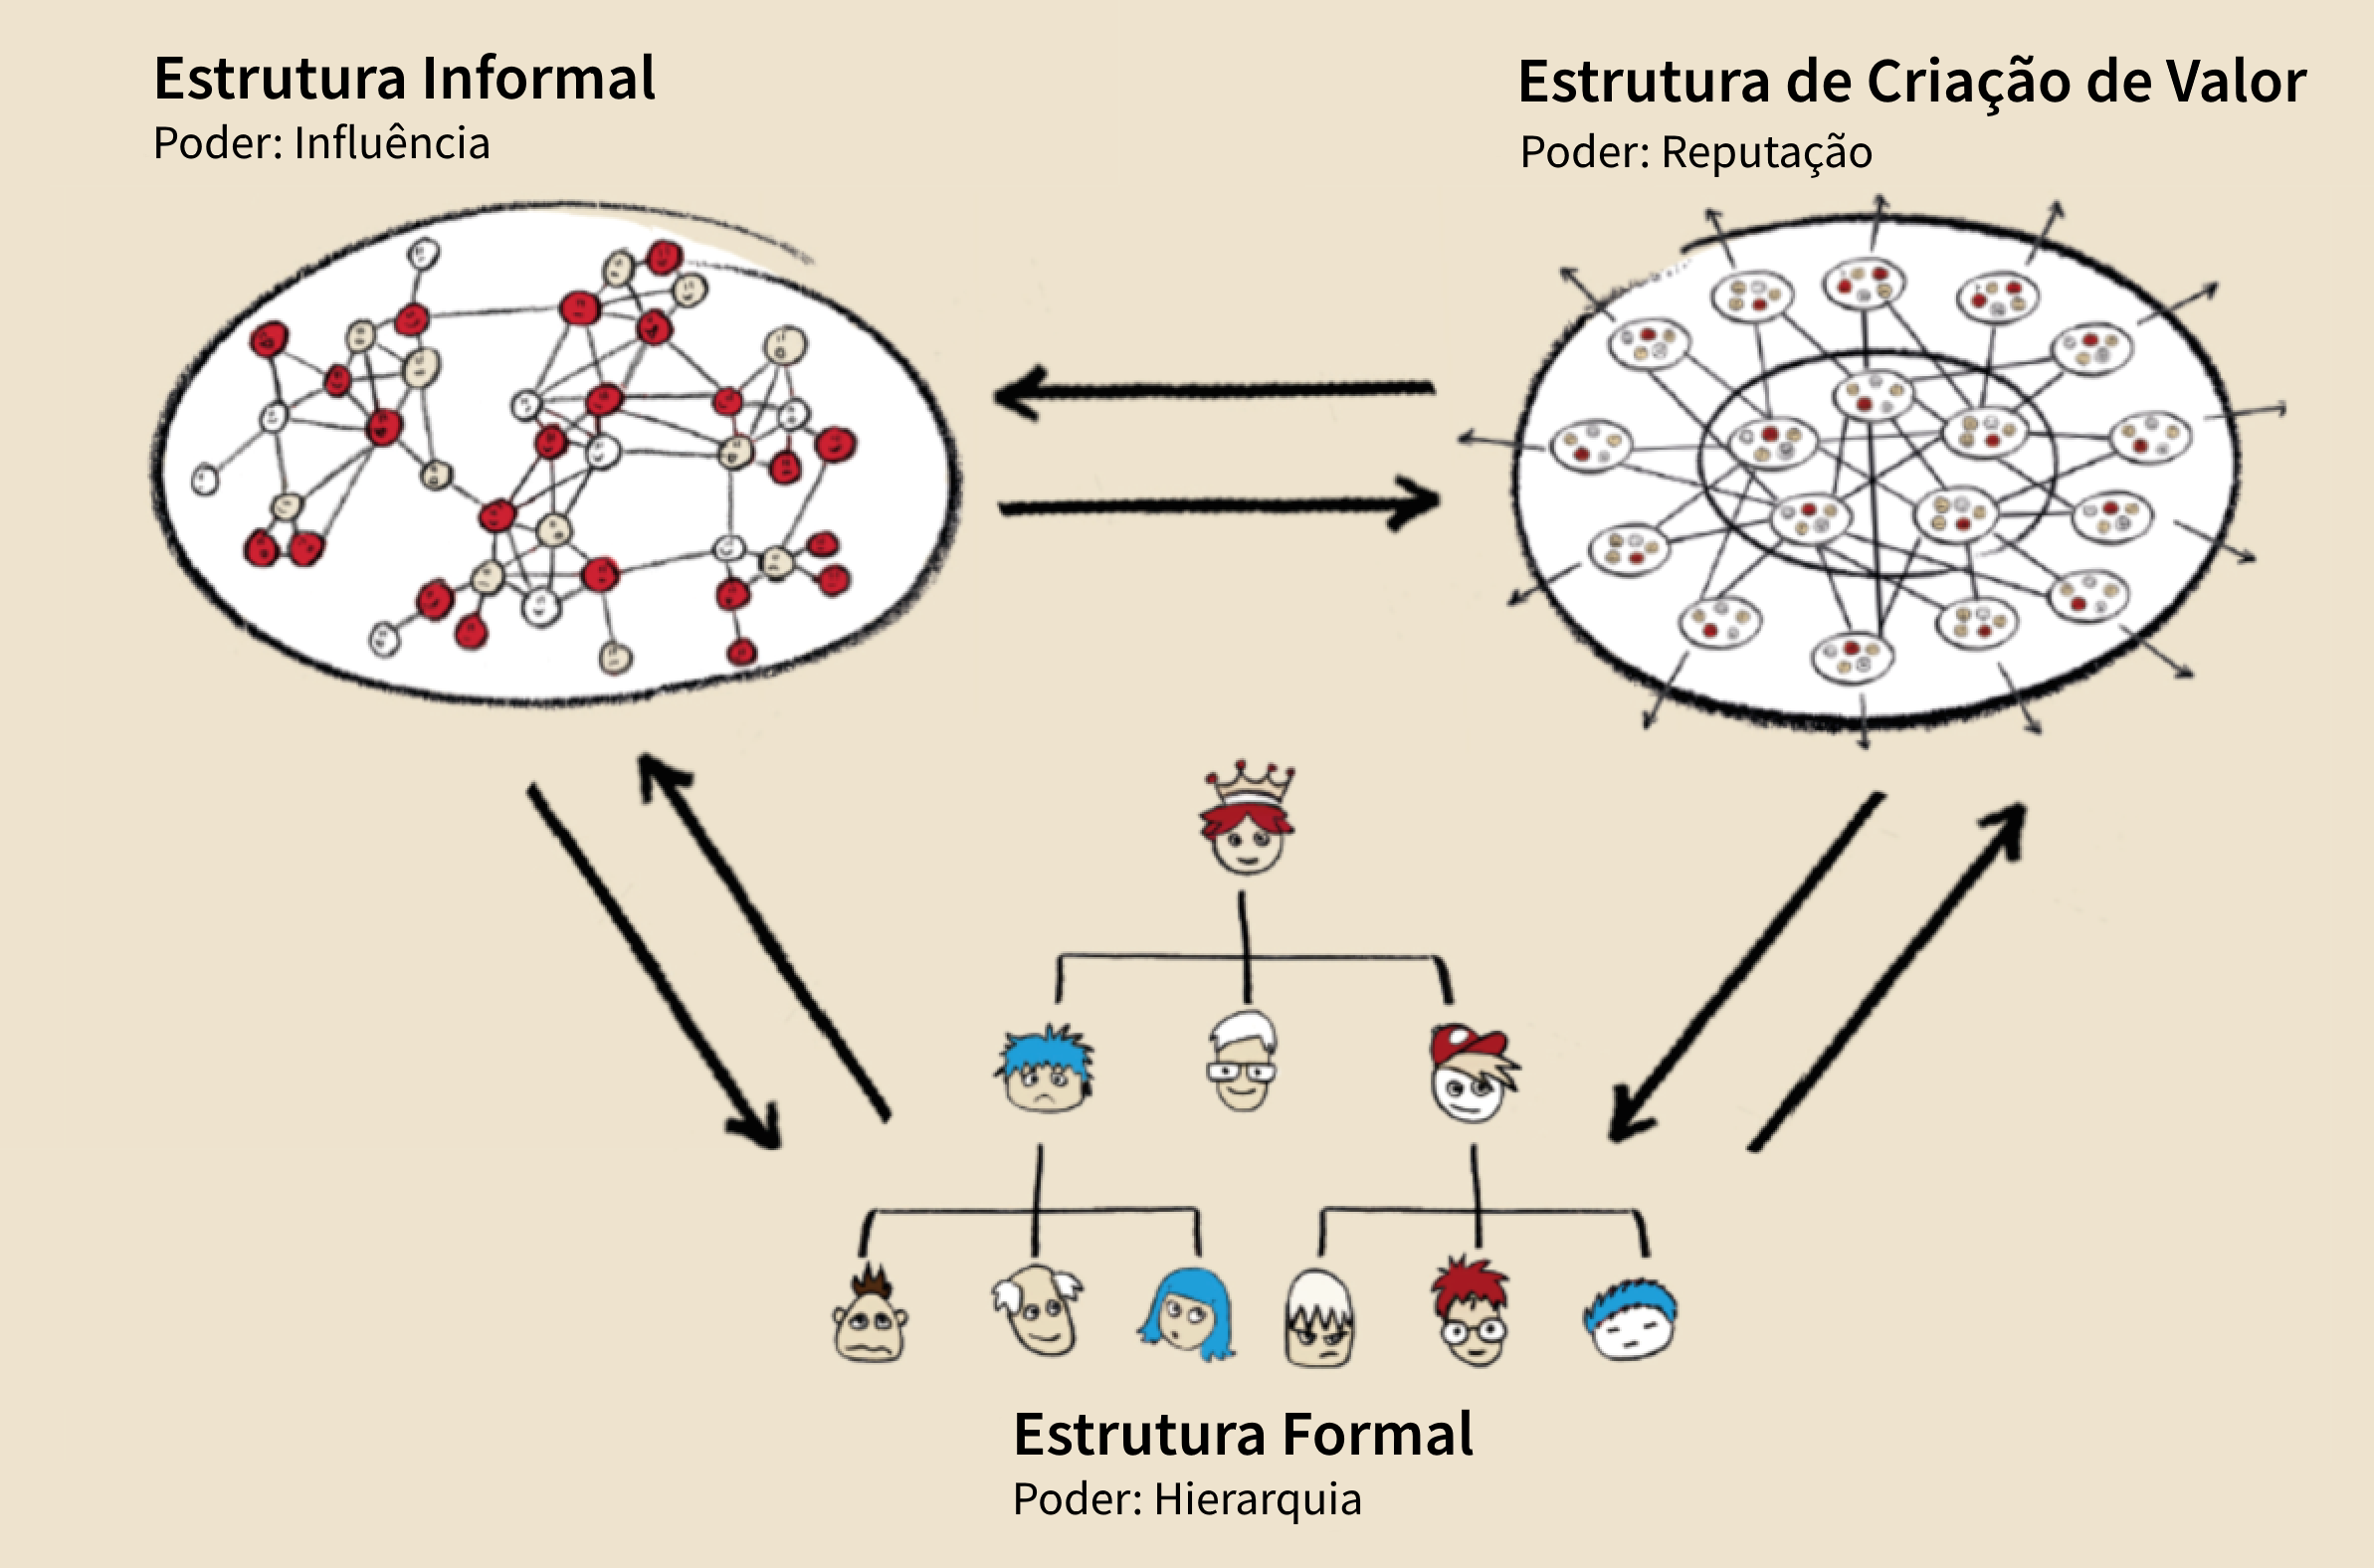 Estrutura Informal
Poder: Influência
Estrutura de Criação de Valor
Poder: Reputação
Estrutura Formal
Poder: Hierarquia